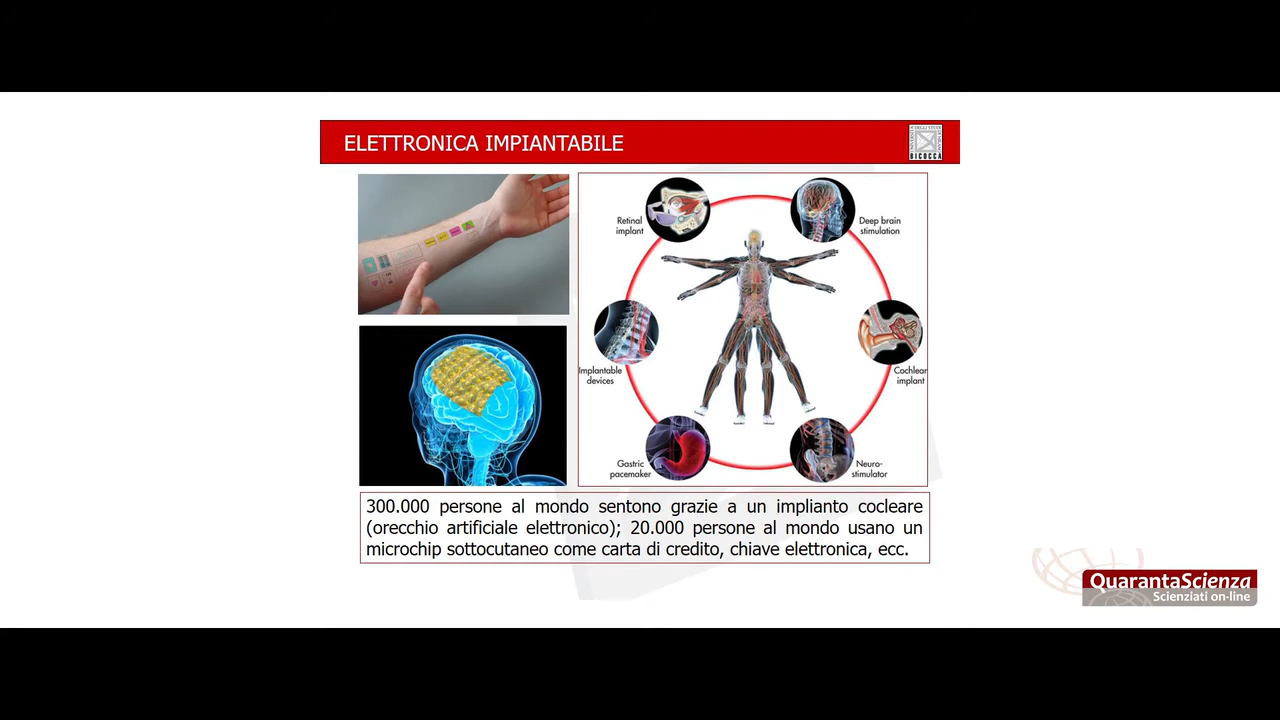 ELETTRONICA IMPIANTABILE
BICOCCA
Retinal
implant
Deep brain
stimulation
Implantable
devices
Cochlear
implant
Gastric
pacemaker
Neuro-
stimulator
300.000 persone al mondo sentono grazie a un implianto cocleare
(orecchio artificiale elettronico); 20.000 persone al mondo usano un
microchip sottocutaneo come carta di credito, chiave elettronica, ecc.
QuarantaScienza
Scienziati on-line